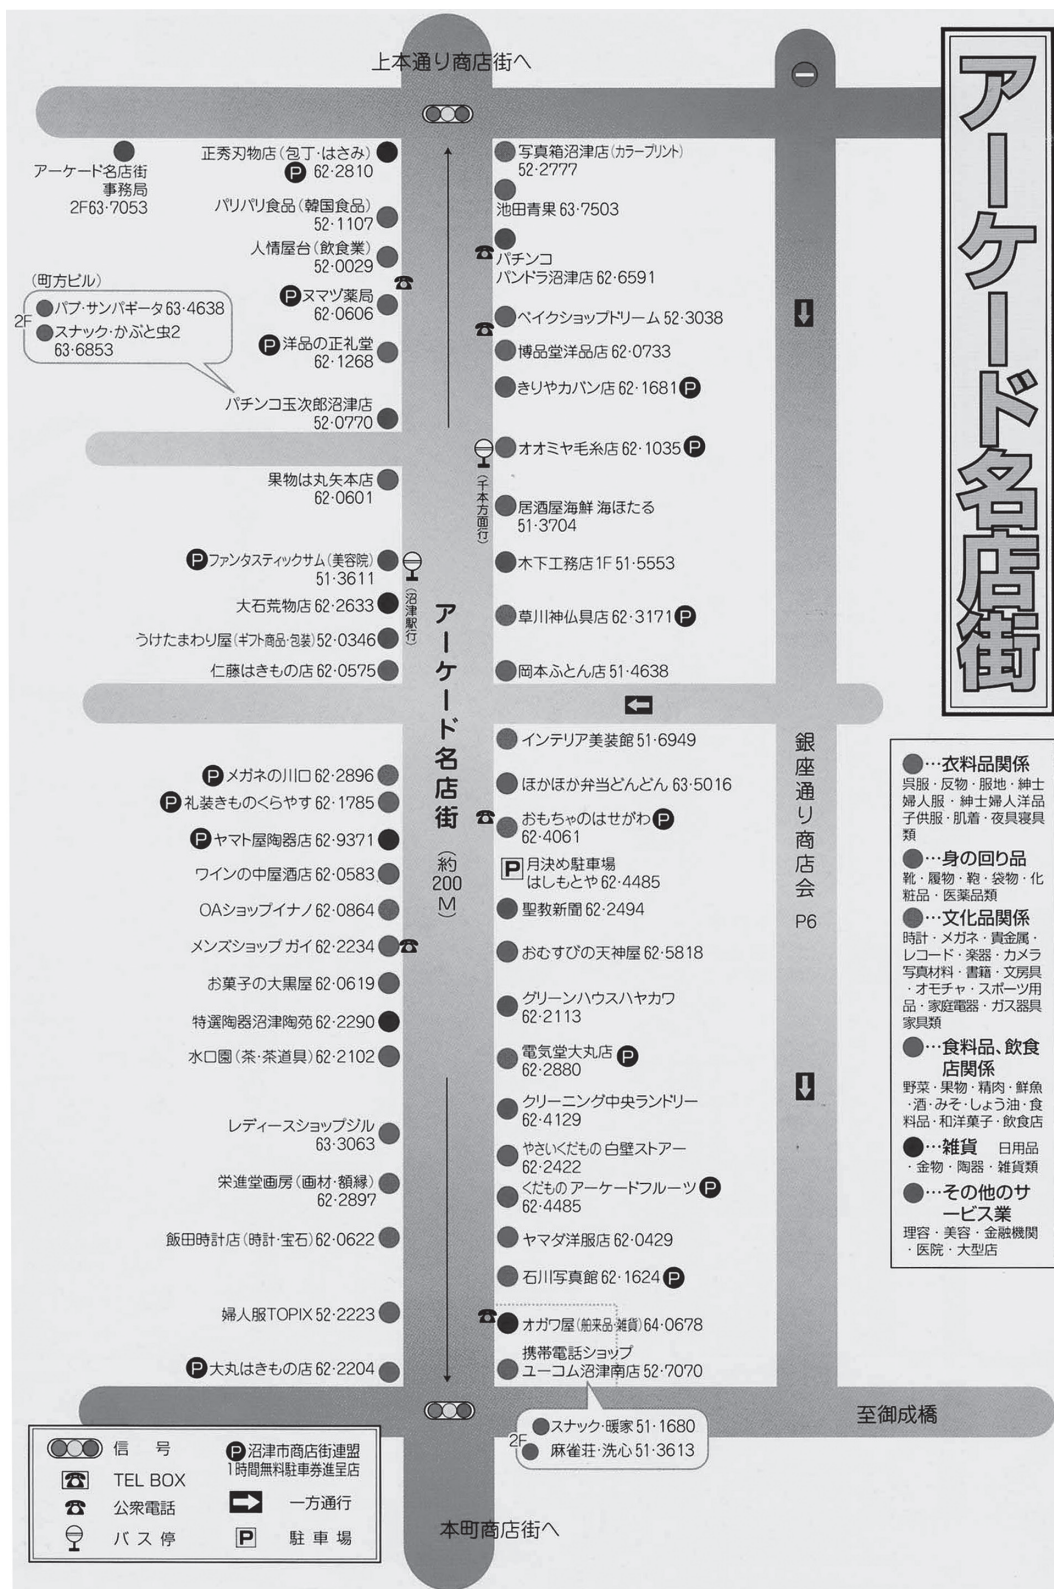 アーケード名店街
上本通り商店街へ
アーケード名店街
事務局
2F63・7053
正秀刃物店(包丁・はさみ)
P 62・2810
パリパリ食品(韓国食品)
52・1107
人情屋台(飲食業)
52・0029
Pヌマヅ薬局
62・0606
P洋品の正礼堂
62・1268
(町方ビル)
2F
パブ・サンパギータ63・4638
スナック・かぶと虫2
63・6853
パチンコ玉次郎沼津店
52・0770
果物は丸矢本店
62・0601
Pファンタスティックサム(美容院)
51・3611
大石荒物店62・2633
うけたまわり屋(ギフト商品・包装)52・0346
仁藤はきもの店62・0575
Pメガネの川口62・2896
P礼装きものくらやす62・1785
Pヤマト屋陶器店62・9371
ワインの中屋酒店62・0583
OAショップイナノ62・0864
メンズショップ ガイ62・2234
お菓子の大黒屋62・0619
特選陶器沼津陶苑62・2290
水口園(茶・茶道具)62・2102
レディースショップジル
63・3063
栄進堂画房(画材・額縁)
62・2897
飯田時計店(時計・宝石)62・0622
婦人服TOPIX52・2223
P大丸はきもの店62・2204
(千本方面行)
(沼津駅行)
アーケード名店街
(約200M)
写真箱沼津店(カラープリント)
52・2777
池田青果63・7503
パチンコ
パンドラ沼津店62・6591
ベイクショップドリーム52・3038
博品堂洋品店62・0733
きりやカバン店62・1681P
オオミヤ毛糸店62・1035P
居酒屋海鮮 海ほたる
51・3704
木下工務店1F51・5553
草川神仏具店62・3171P
岡本ふとん店51・4638
インテリア美装館51・6949
ほかほか弁当どんどん63・5016
おもちゃのはせがわP
62・4061
P月決め駐車場
はしもとや62・4485
聖教新聞62・2494
おむすびの天神屋62・5818
グリーンハウスハヤカワ
62・2113
電気堂大丸店P
62・2880
クリーニング中央ランドリー
62・4129
やさいくだもの白壁ストアー
62・2422
くだものアーケードフルーツP
62・4485
ヤマダ洋服店62・0429
石川写真館62・1624P
オガワ屋(舶来品・雑貨)64・0678
携帯電話ショップ
ユーコム沼津南店52・7070
2F
スナック・暖家51・1680
麻雀荘・洗心51・3613
銀座通り商店会 P6
至御成橋
本町商店街へ
…衣料品関係
呉服・反物・服地・紳士
婦人服・紳士婦人洋品
子供服・肌着・夜具寝具
類
…身の回り品
靴・履物・鞄・袋物・化
粧品・医薬品類
…文化品関係
時計・メガネ・貴金属・
レコード・楽器・カメラ
写真材料・書籍・文房具
・オモチャ・スポーツ用
品・家庭電器・ガス器具
家具類
…食料品、飲食
店関係
野菜・果物・精肉・鮮魚
・酒・みそ・しょう油・食
料品・和洋菓子・飲食店
…雑貨 日用品
・金物・陶器・雑貨類
…その他のサ
ービス業
理容・美容・金融機関
・医院・大型店
信号
TEL BOX
公衆電話
バス停
P沼津市商店街連盟
1時間無料駐車券進呈店
一方通行
P 駐車場